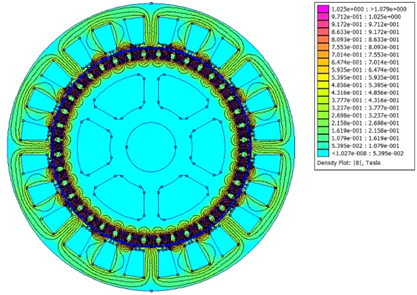 1.025e+000 : >1.079e+000
9.712e-001 : 1.025e+000
9.172e-001 : 9.712e-001
8.633e-001 : 9.172e-001
8.093e-001 : 8.633e-001
7.553e-001 : 8.093e-001
7.014e-001 : 7.553e-001
6.474e-001 : 7.014e-001
5.935e-001 : 6.474e-001
5.395e-001 : 5.935e-001
4.856e-001 : 5.395e-001
4.316e-001 : 4.856e-001
3.777e-001 : 4.316e-001
3.237e-001 : 3.777e-001
2.698e-001 : 3.237e-001
2.158e-001 : 2.698e-001
1.619e-001 : 2.158e-001
1.079e-001 : 1.619e-001
5.395e-002 : 1.079e-001
<1.027e-008 : 5.395e-002
Density Plot: |B|, Tesla